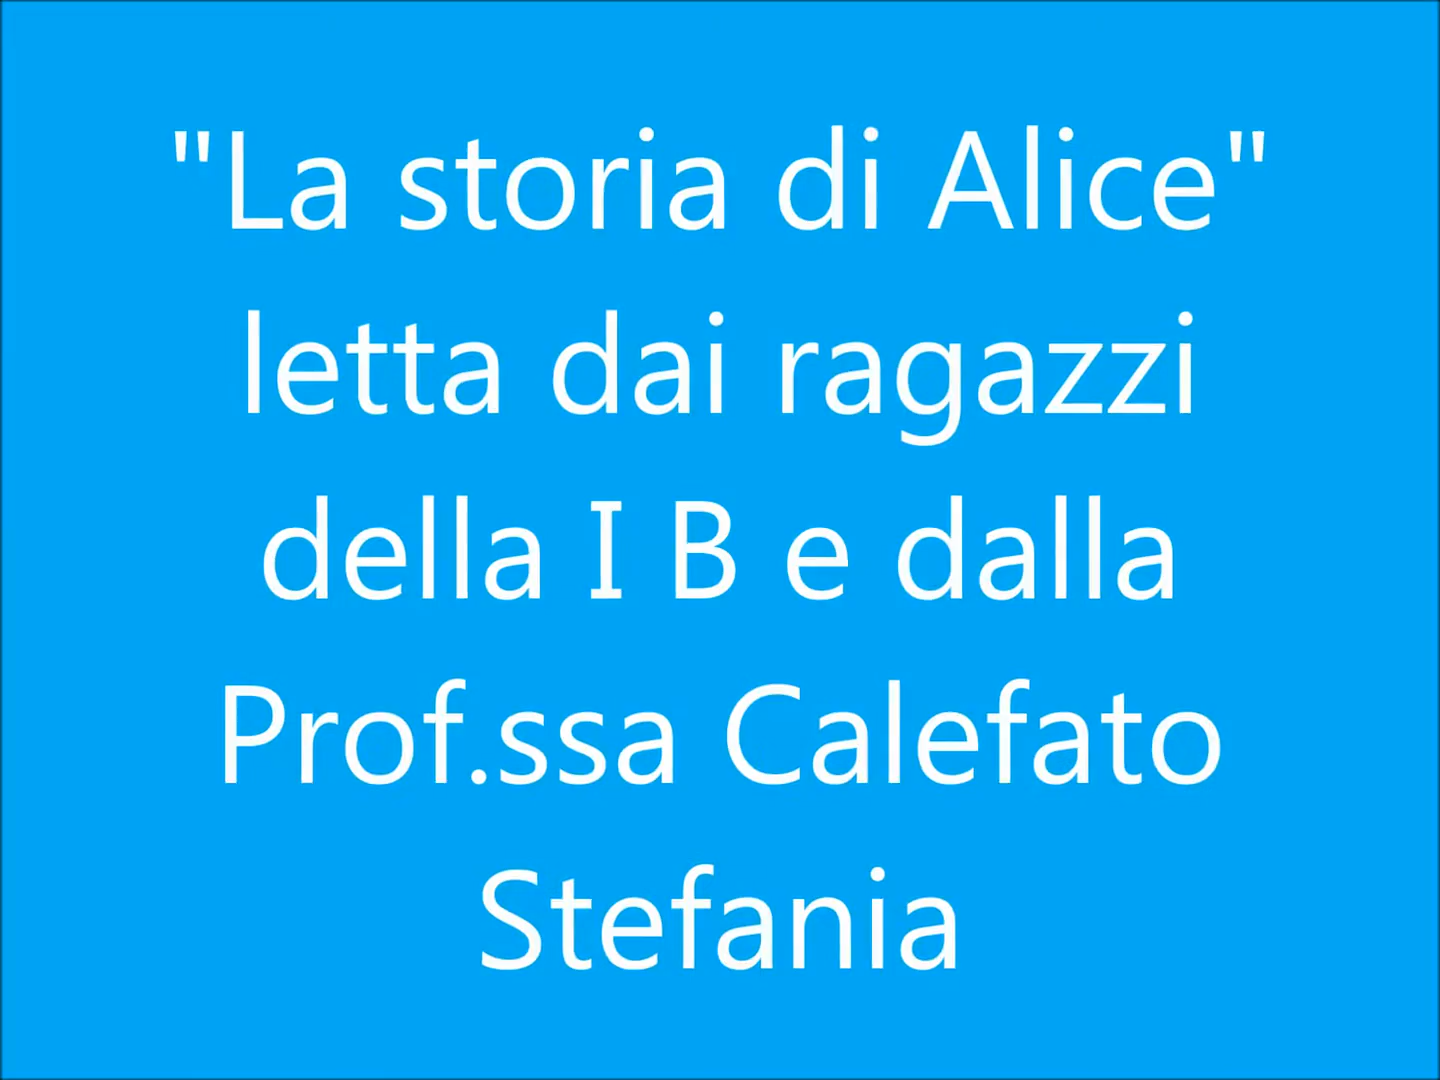 "La storia di Alice"
letta dai ragazzi
della I B e dalla
Prof.ssa Calefato
Stefania